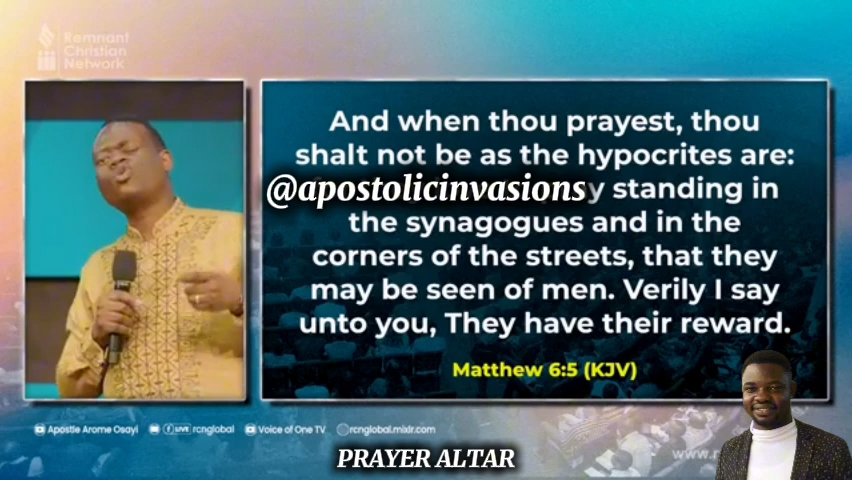 Remnant
Christian
Network
And when thou prayest, thou
shalt not be as the hypocrites are:
@apostolicinvasions
standing in
the synagogues and in the
corners of the streets, that they
may be seen of men. Verily I say
unto you, They have their reward.
Matthew 6:5 (KJV)
Apostle Arome Osayi
LIVE rcnglobal
Voice of One TV
rcnglobal.mixlr.com
PRAYER ALTAR